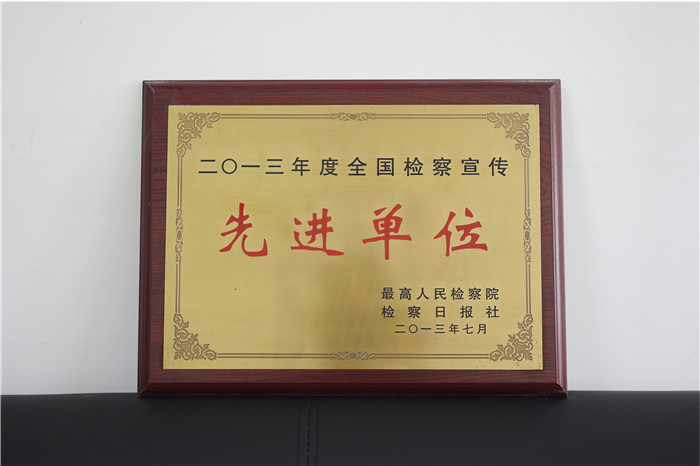 二〇一三年度全国检察宣传
先进单位
最高人民检察院
检察日报社
二〇一三年七月